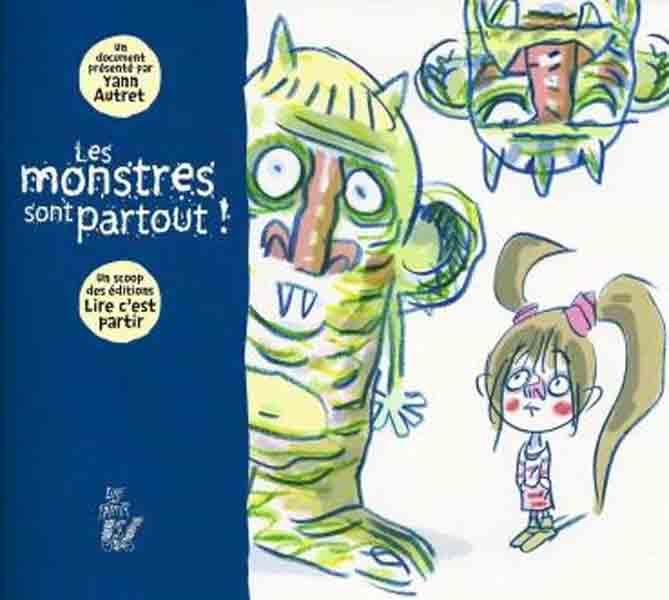 un
document
présenté par
Yann
Autret
Les
monstres
sont partout !
un scoop
des éditions
Lire c'est
partir